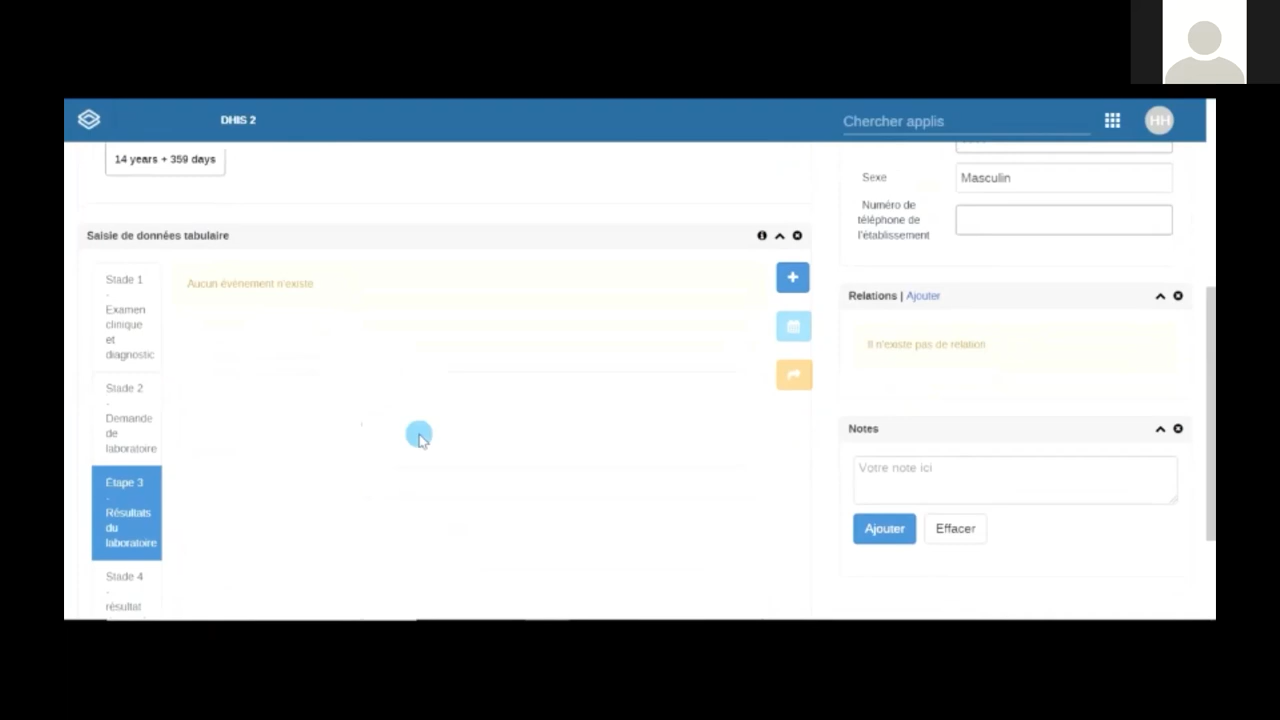 DHIS 2
Chercher applis
HH
14 years + 359 days
Saisie de données tabulaire
Stade 1
-
Examen
clinique
et
diagnostic
Stade 2
-
Demande
de
laboratoire
Étape 3
-
Résultats
du
laboratoire
Stade 4
-
résultat
Aucun événement n'existe
Sexe
Masculin
Numéro de
téléphone de
l'établissement
Relations | Ajouter
Il n'existe pas de relation
Notes
Votre note ici
Ajouter
Effacer